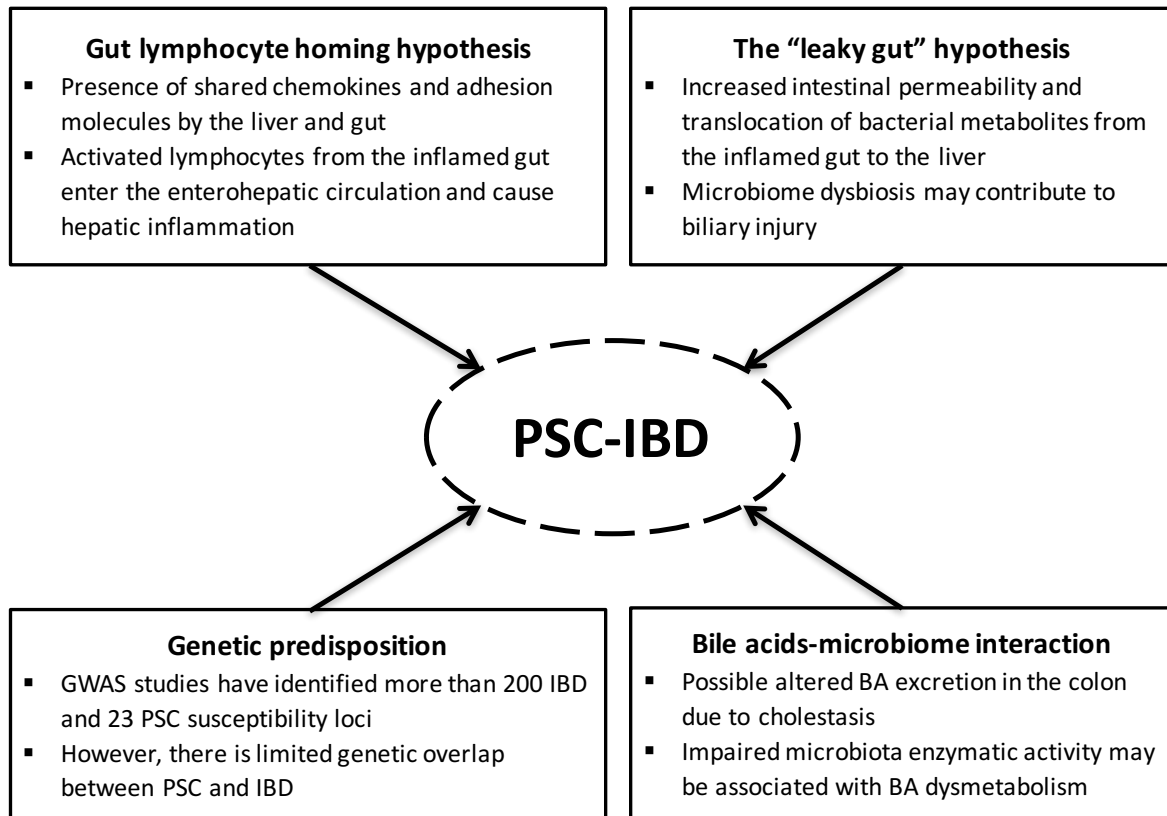 Gut lymphocyte homing hypothesis
▪ Presence of shared chemokines and adhesion
molecules by the liver and gut
▪ Activated lymphocytes from the inflamed gut
enter the enterohepatic circulation and cause
hepatic inflammation
The “leaky gut” hypothesis
▪ Increased intestinal permeability and
translocation of bacterial metabolites from
the inflamed gut to the liver
▪ Microbiome dysbiosis may contribute to
biliary injury
PSC-IBD
Genetic predisposition
▪ GWAS studies have identified more than 200 IBD
and 23 PSC susceptibility loci
▪ However, there is limited genetic overlap
between PSC and IBD
Bile acids-microbiome interaction
▪ Possible altered BA excretion in the colon
due to cholestasis
▪ Impaired microbiota enzymatic activity may
be associated with BA dysmetabolism